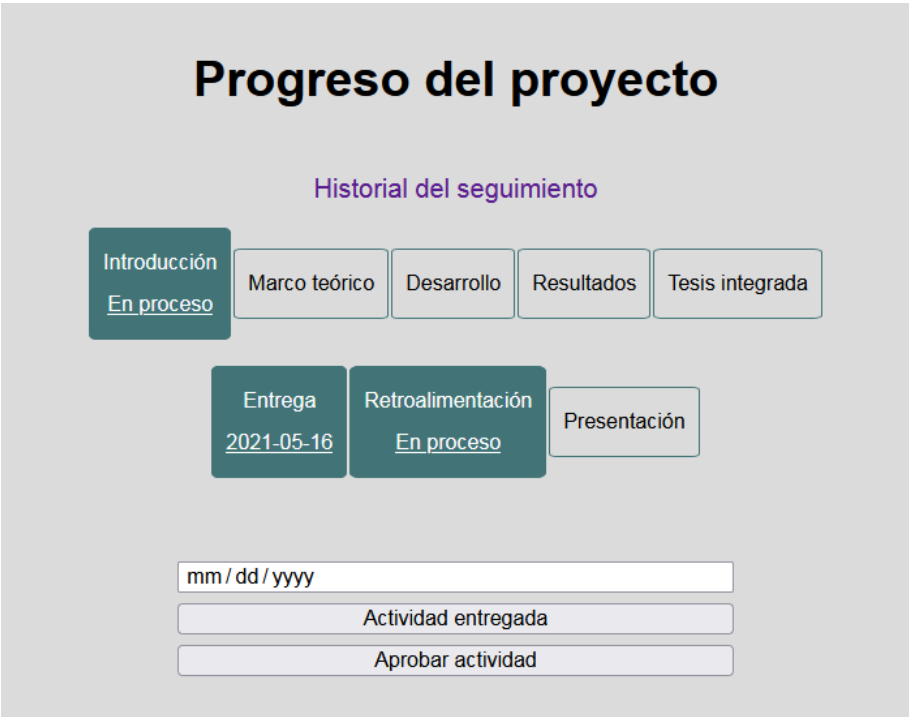 Progreso del proyecto
Historial del seguimiento
Introducción
En proceso
Marco teórico
Desarrollo
Resultados
Tesis integrada
Entrega
2021-05-16
Retroalimentación
En proceso
Presentación
mm / dd / yyyy
Actividad entregada
Aprobar actividad